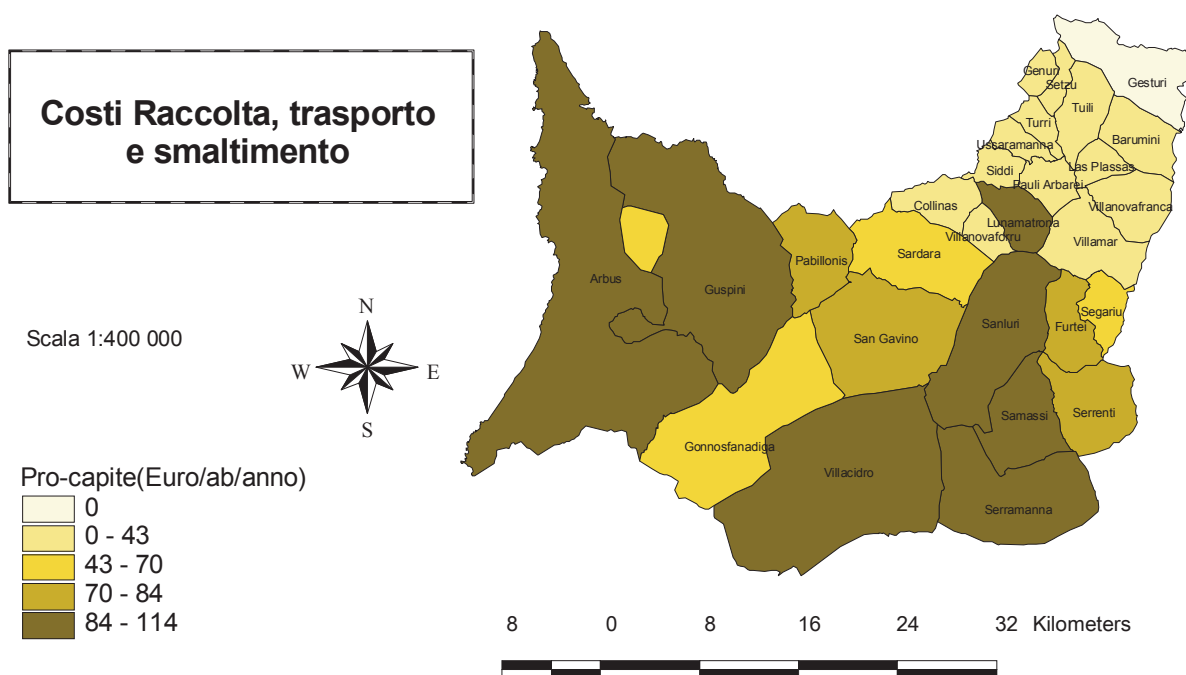 Costi Raccolta, trasporto
e smaltimento
Scala 1:400 000
N
W
E
S
Pro-capite(Euro/ab/anno)
0
0 - 43
43 - 70
70 - 84
84 - 114
Genuri
Setzu
Gesturi
Tuili
Turri
Barumini
Ussaramanna
Las Plassas
Siddi
Pauli Arbarei
Collinas
Villanovafranca
Lunamatrona
Villanovaforru
Villamar
Sardara
Pabillonis
Arbus
Guspini
Segariu
Sanluri
Furtei
San Gavino
Serrenti
Samassi
Gonnosfanadiga
Villacidro
Serramanna
8 0 8 16 24 32 Kilometers